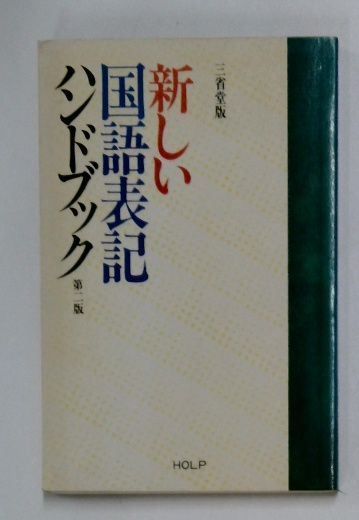 三省堂版
新しい
国語表記
ハンドブック
第二版
HOLP